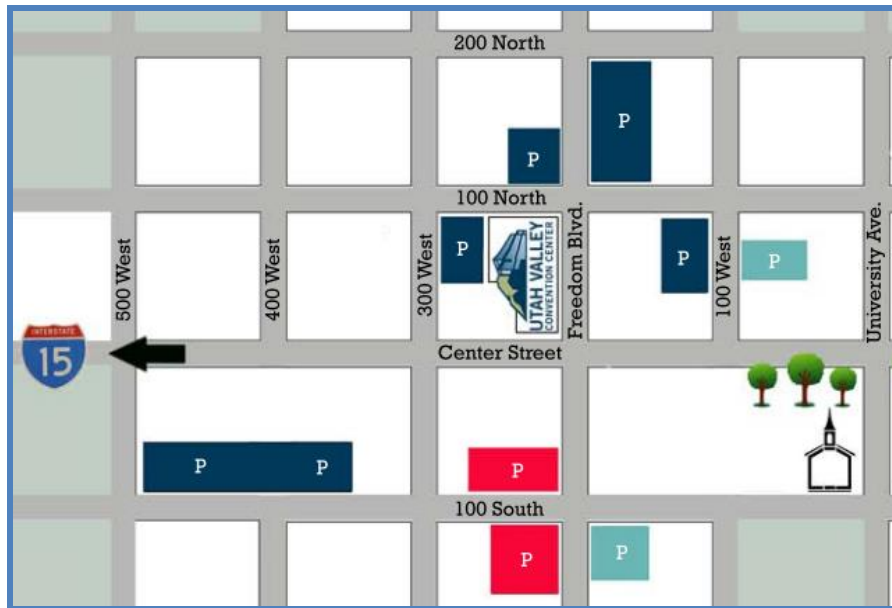 200 North
P
P
100 North
500 West
400 West
300 West
P
UTAH VALLEY
CONVENTION CENTER
Freedom Blvd.
P
100 West
P
University Ave.
INTERSTATE
15
Center Street
P
P
P
100 South
P
P